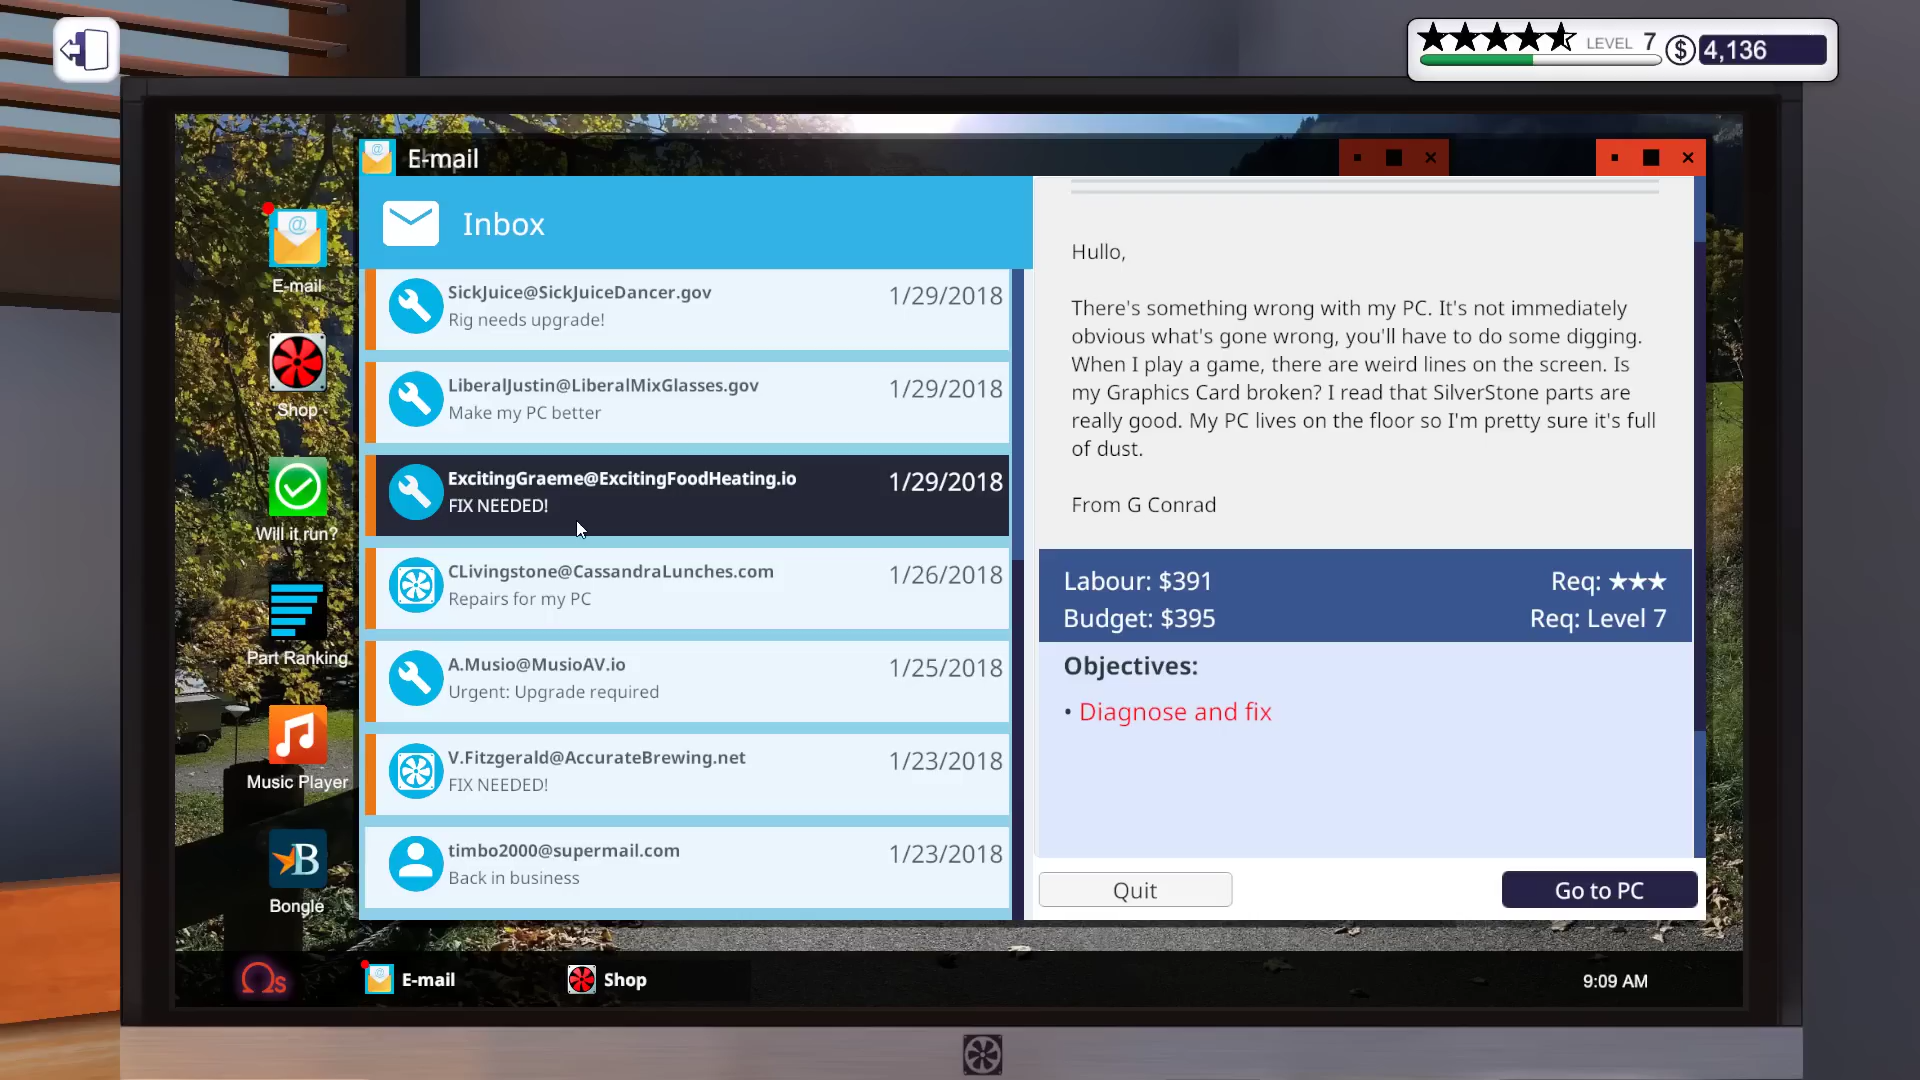 LEVEL 7
$ 4,136
E-mail
Inbox
SickJuice@SickJuiceDancer.gov
1/29/2018
Rig needs upgrade!
LiberalJustin@LiberalMixGlasses.gov
1/29/2018
Make my PC better
ExcitingGraeme@ExcitingFoodHeating.io
1/29/2018
FIX NEEDED!
CLivingstone@CassandraLunches.com
1/26/2018
Repairs for my PC
A.Musio@MusioAV.io
1/25/2018
Urgent: Upgrade required
V.Fitzgerald@AccurateBrewing.net
1/23/2018
FIX NEEDED!
timbo2000@supermail.com
1/23/2018
Back in business
Hullo,
There's something wrong with my PC. It's not immediately
obvious what's gone wrong, you'll have to do some digging.
When I play a game, there are weird lines on the screen. Is
my Graphics Card broken? I read that SilverStone parts are
really good. My PC lives on the floor so I'm pretty sure it's full
of dust.
From G Conrad
Labour: $391
Req: ★★★
Budget: $395
Req: Level 7
Objectives:
• Diagnose and fix
Quit
Go to PC
E-mail
Shop
Will it run?
Part Ranking
Music Player
B
Bongle
Ωs
E-mail
Shop
9:09 AM